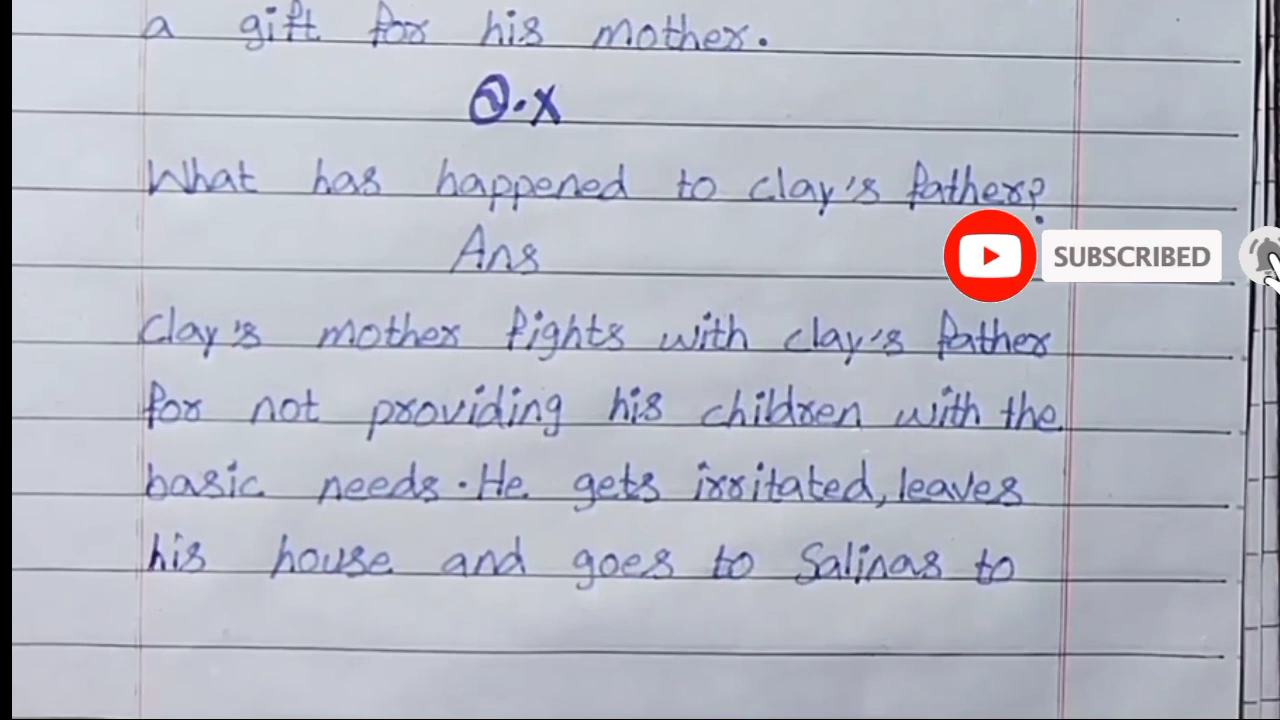 a gift for his mother.
Q.X
What has happened to clay's father?
SUBSCRIBED
Ans
Clay's mother fights with clay's father
for not providing his children with the
basic needs. He gets irritated, leaves
his house and goes to Salinas to